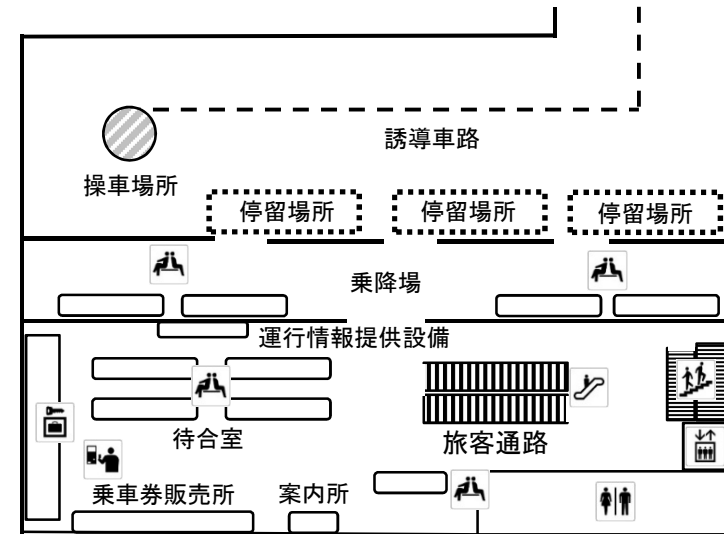 誘導車路
操車場所
停留場所
停留場所
停留場所
乗降場
運行情報提供設備
待合室
旅客通路
乗車券販売所
案内所